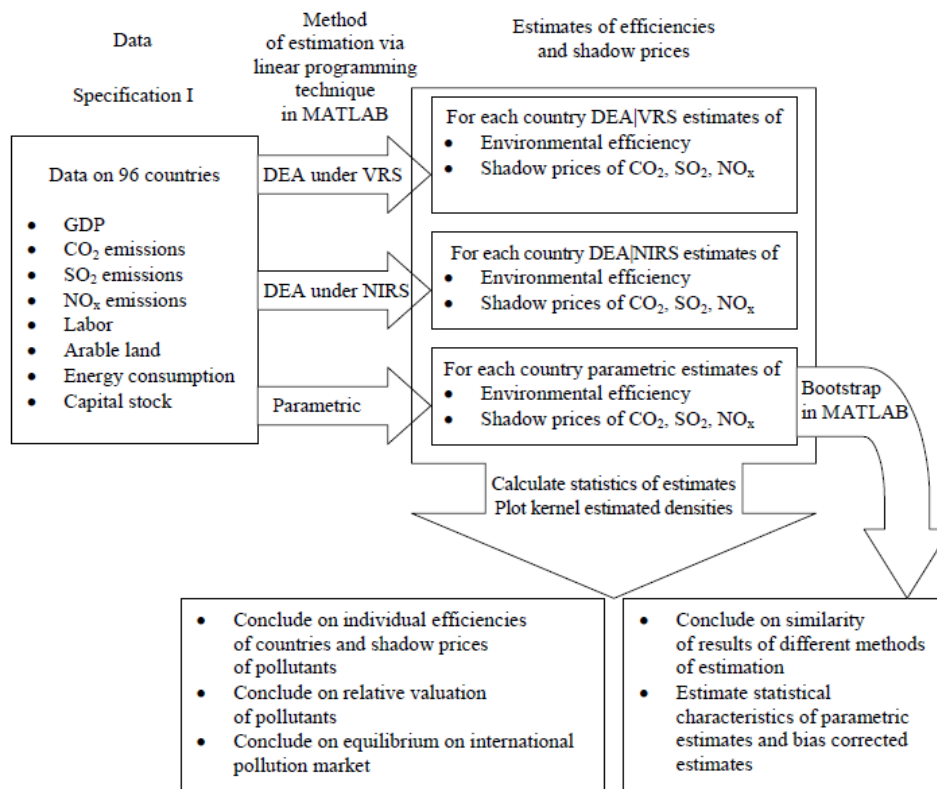 Data
Specification I
Method
of estimation via
linear programming
technique
in MATLAB
Estimates of efficiencies
and shadow prices
Data on 96 countries
• GDP
• CO₂ emissions
• SO₂ emissions
• NOₓ emissions
• Labor
• Arable land
• Energy consumption
• Capital stock
DEA under VRS
DEA under NIRS
Parametric
For each country DEA|VRS estimates of
• Environmental efficiency
• Shadow prices of CO₂, SO₂, NOₓ
For each country DEA|NIRS estimates of
• Environmental efficiency
• Shadow prices of CO₂, SO₂, NOₓ
For each country parametric estimates of
• Environmental efficiency
• Shadow prices of CO₂, SO₂, NOₓ
Bootstrap
in MATLAB
Calculate statistics of estimates
Plot kernel estimated densities
• Conclude on individual efficiencies
of countries and shadow prices
of pollutants
• Conclude on relative valuation
of pollutants
• Conclude on equilibrium on international
pollution market
• Conclude on similarity
of results of different methods
of estimation
• Estimate statistical
characteristics of parametric
estimates and bias corrected
estimates